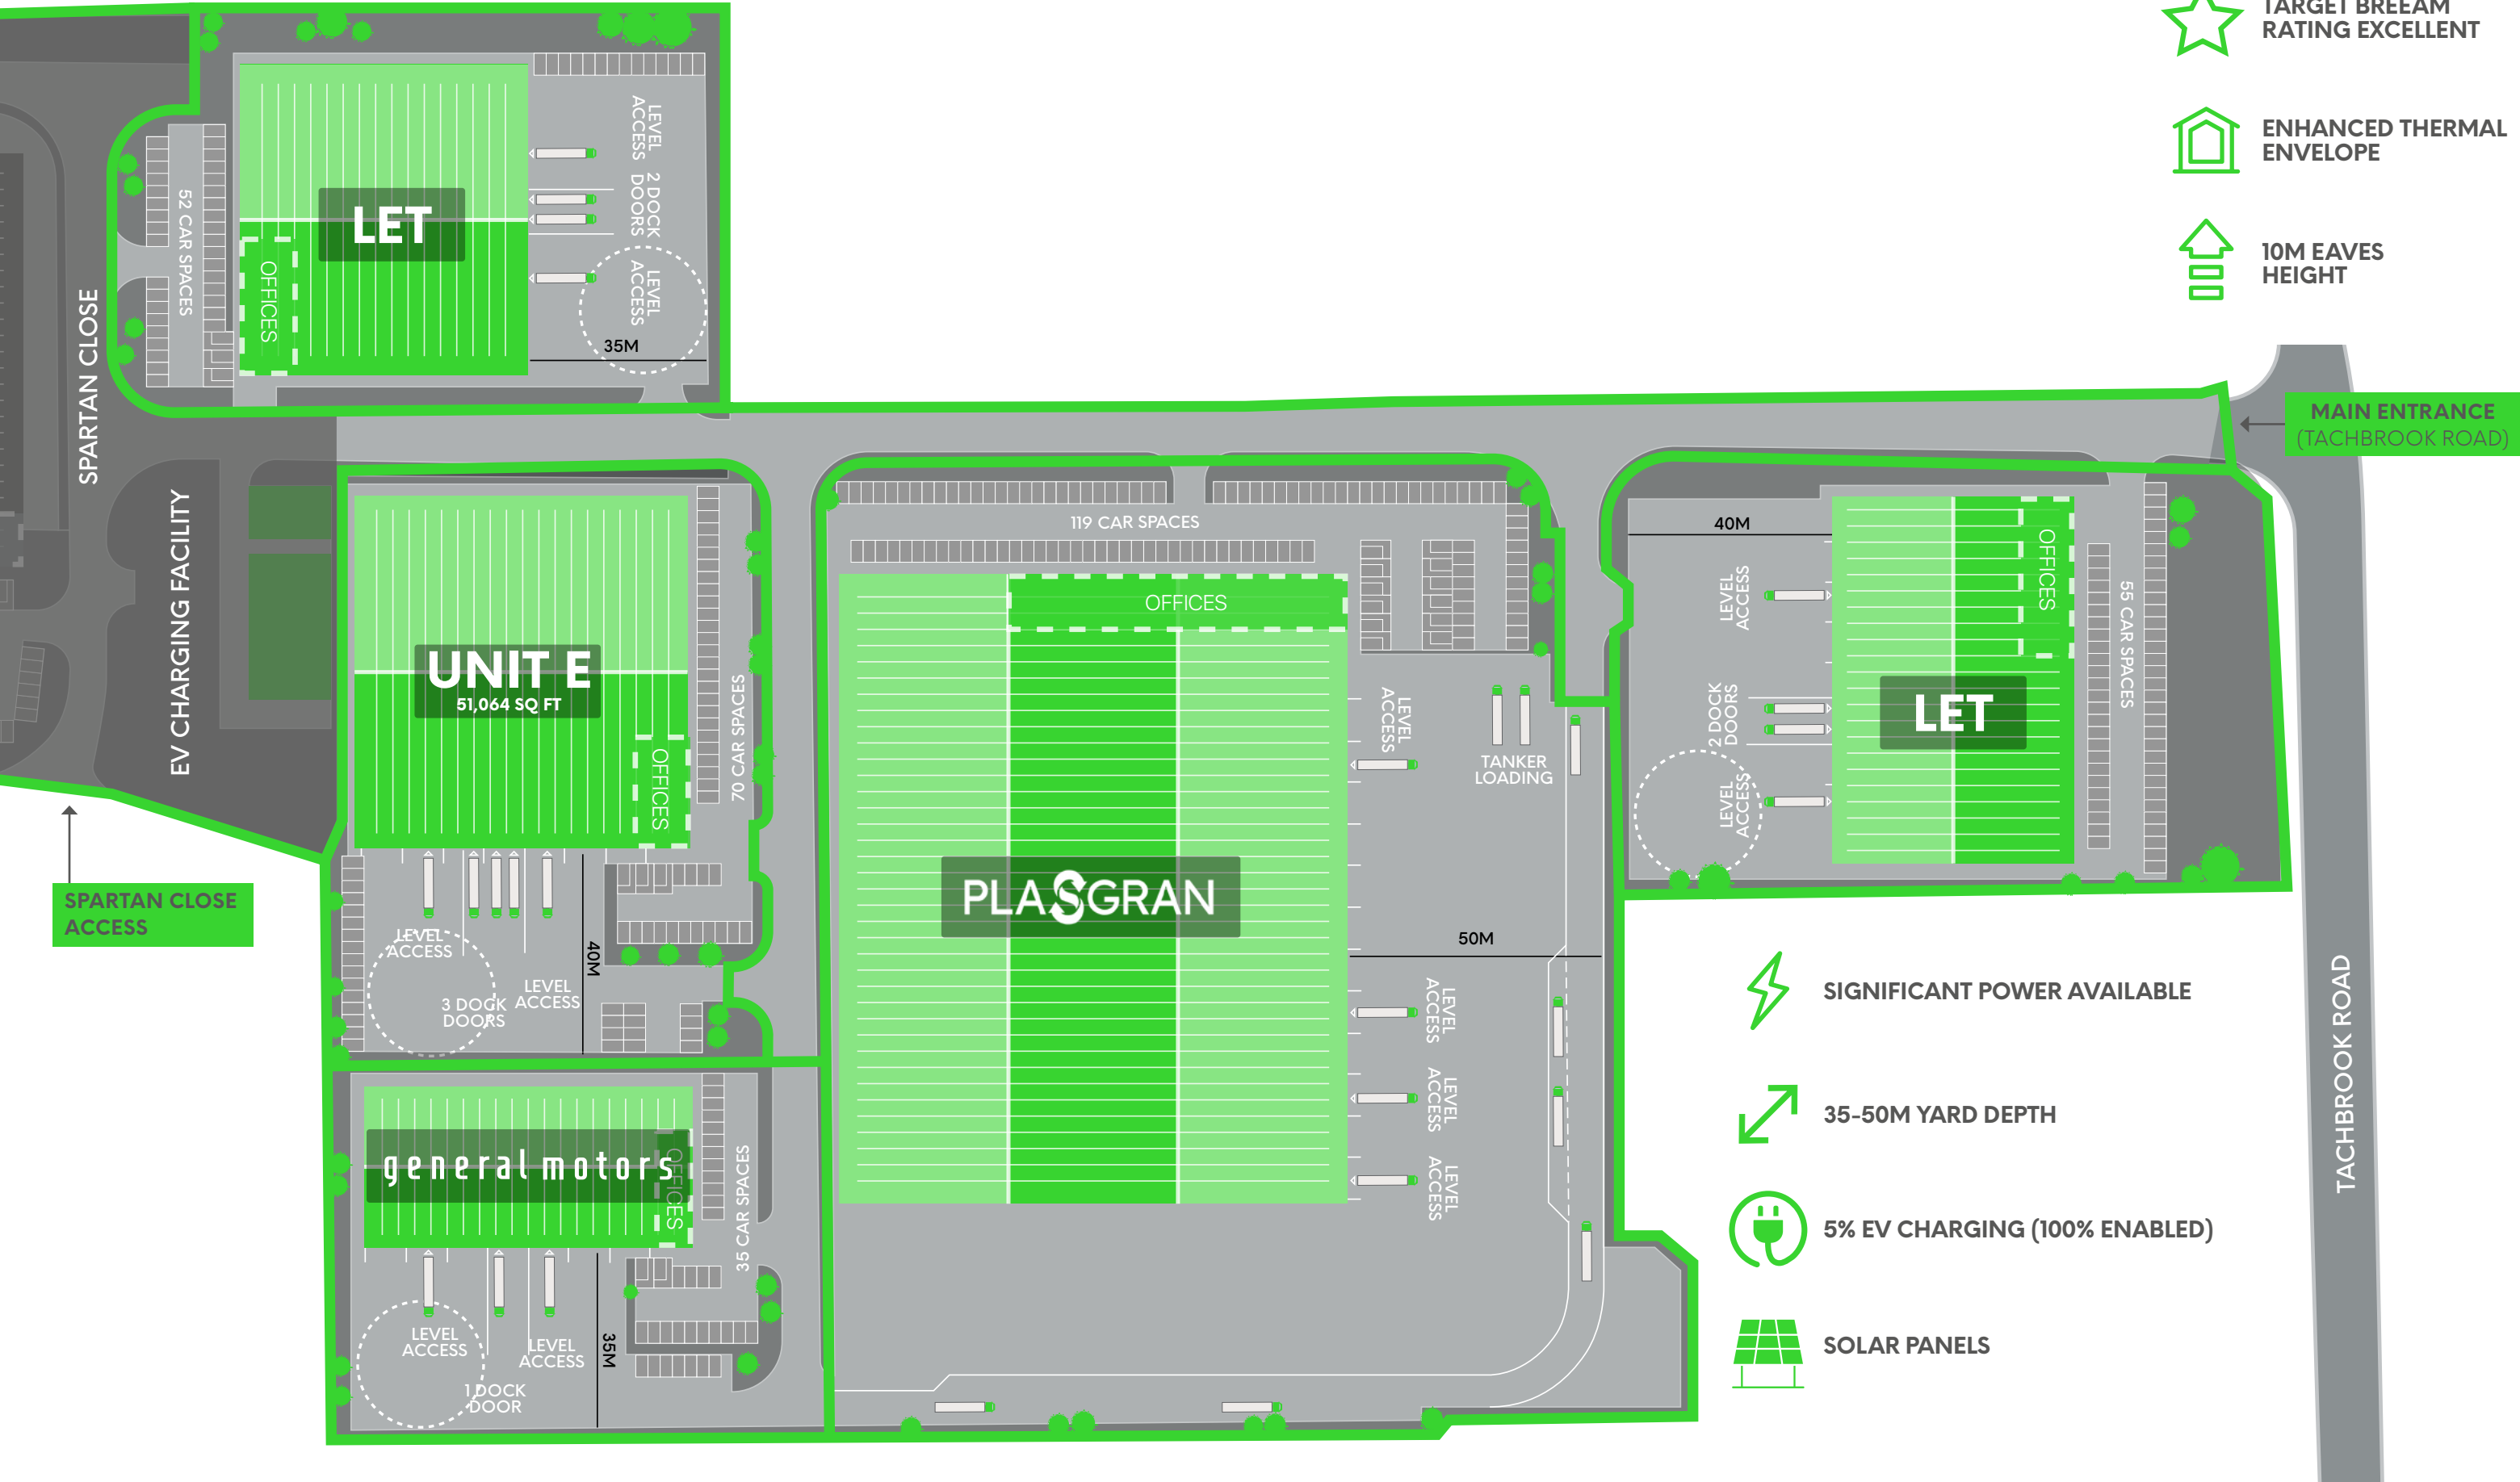 TARGET BREEAM
RATING EXCELLENT
ENHANCED THERMAL
ENVELOPE
10M EAVES
HEIGHT
MAIN ENTRANCE
(TACHBROOK ROAD)
LEVEL
ACCESS
2 DOCK
DOORS
LEVEL
ACCESS
LET
OFFICES
52 CAR SPACES
35M
SPARTAN CLOSE
EV CHARGING FACILITY
SPARTAN CLOSE
ACCESS
UNIT E
51,064 SQ FT
OFFICES
70 CAR SPACES
LEVEL
ACCESS
3 DOCK
DOORS
LEVEL
ACCESS
40M
general motors
OFFICES
35 CAR SPACES
LEVEL
ACCESS
1 DOCK
DOOR
LEVEL
ACCESS
35M
119 CAR SPACES
OFFICES
PLASGRAN
LEVEL
ACCESS
TANKER
LOADING
50M
LEVEL
ACCESS
LEVEL
ACCESS
LEVEL
ACCESS
40M
LEVEL
ACCESS
2 DOCK
DOORS
LEVEL
ACCESS
OFFICES
LET
55 CAR SPACES
SIGNIFICANT POWER AVAILABLE
35-50M YARD DEPTH
5% EV CHARGING (100% ENABLED)
SOLAR PANELS
TACHBROOK ROAD